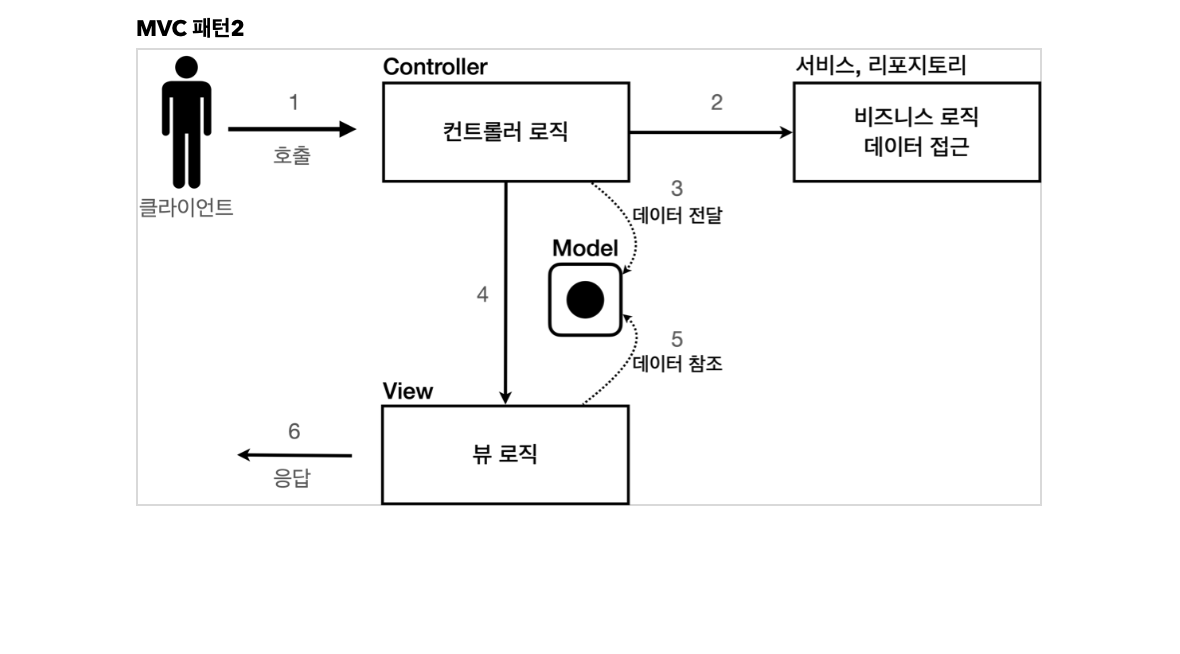 MVC 패턴2
Controller
서비스, 리포지토리
1
호출
클라이언트
컨트롤러 로직
2
비즈니스 로직
데이터 접근
3
데이터 전달
Model
4
5
데이터 참조
View
뷰 로직
6
응답